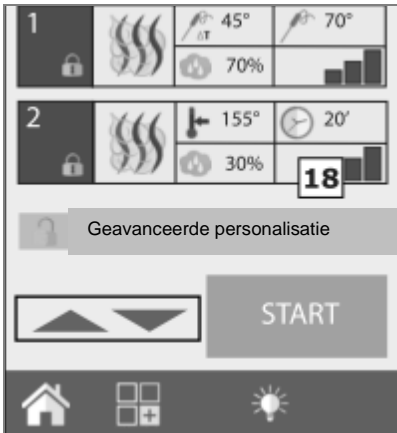 1 45° 70°
ΔT
70%
2 155° 20'
30%
18
Geavanceerde personalisatie
START